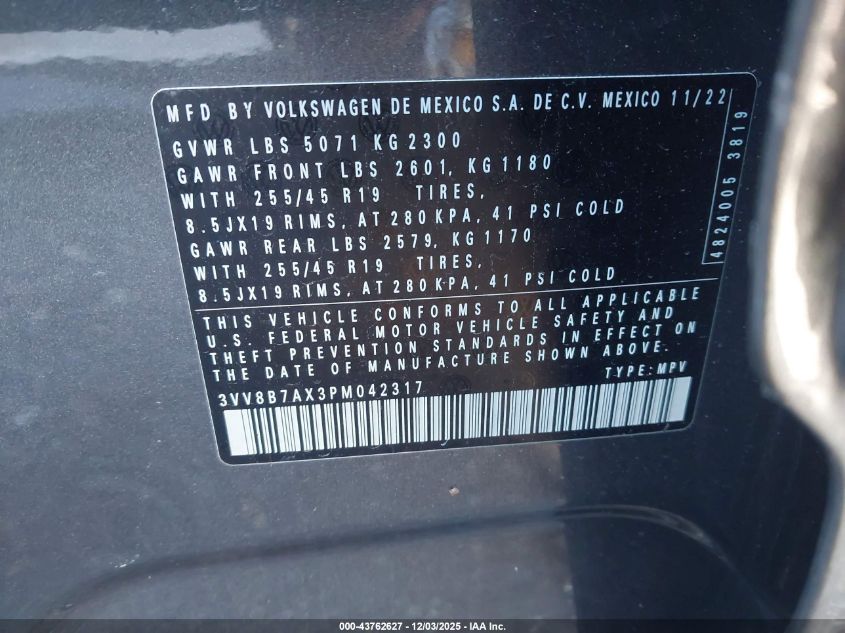 MFD BY VOLKSWAGEN DE MEXICO S.A. DE C.V. MEXICO 11/22
GVWR LBS 5071 KG 2300
GAWR FRONT LBS 2601, KG 1180
WITH 255/45 R19 TIRES,
8.5JX19 RIMS, AT 280 KPA, 41 PSI COLD
GAWR REAR LBS 2579, KG 1170
WITH 255/45 R19 TIRES,
8.5JX19 RIMS, AT 280 KPA, 41 PSI COLD
4824005 3819
THIS VEHICLE CONFORMS TO ALL APPLICABLE
U.S. FEDERAL MOTOR VEHICLE SAFETY AND
THEFT PREVENTION STANDARDS IN EFFECT ON
THE DATE OF MANUFACTURE SHOWN ABOVE.
3VV8B7AX3PM042317 TYPE: MPV
000-43762627 - 12/03/2025 - IAA Inc.